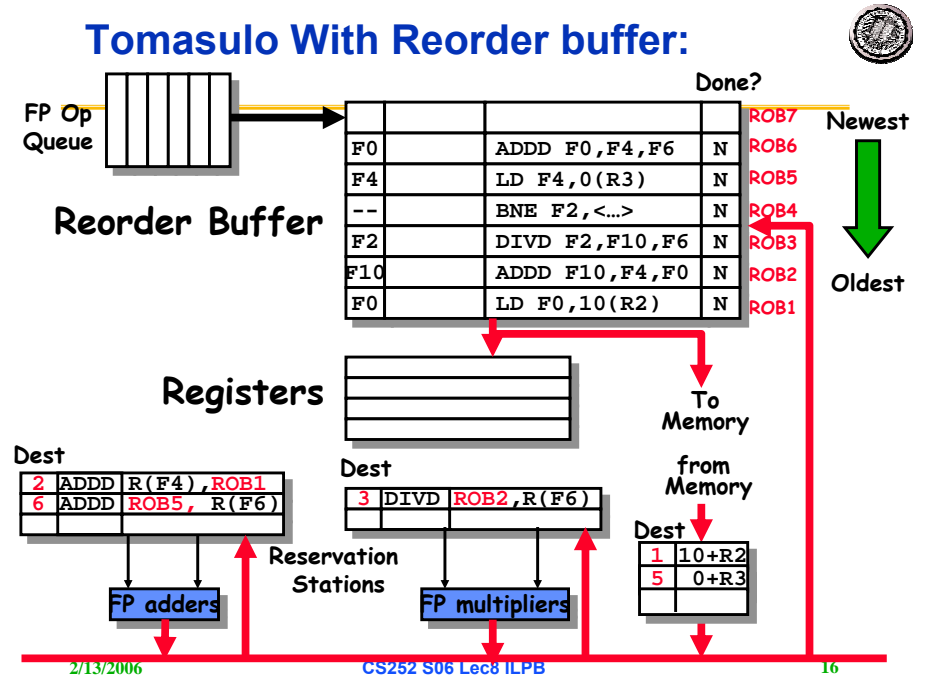 Tomasulo With Reorder buffer:
Done?
FP Op
Queue
ROB7
Newest
F0 ADDD F0,F4,F6 N ROB6
F4 LD F4,0(R3) N ROB5
-- BNE F2,<…> N ROB4
F2 DIVD F2,F10,F6 N ROB3
F10 ADDD F10,F4,F0 N ROB2
F0 LD F0,10(R2) N ROB1
Reorder Buffer
Oldest
Registers
To
Memory
from
Memory
Dest
2 ADDD R(F4),ROB1
6 ADDD ROB5, R(F6)
Dest
3 DIVD ROB2,R(F6)
Dest
1 10+R2
5 0+R3
Reservation
Stations
FP adders
FP multipliers
2/13/2006
CS252 S06 Lec8 ILPB
16